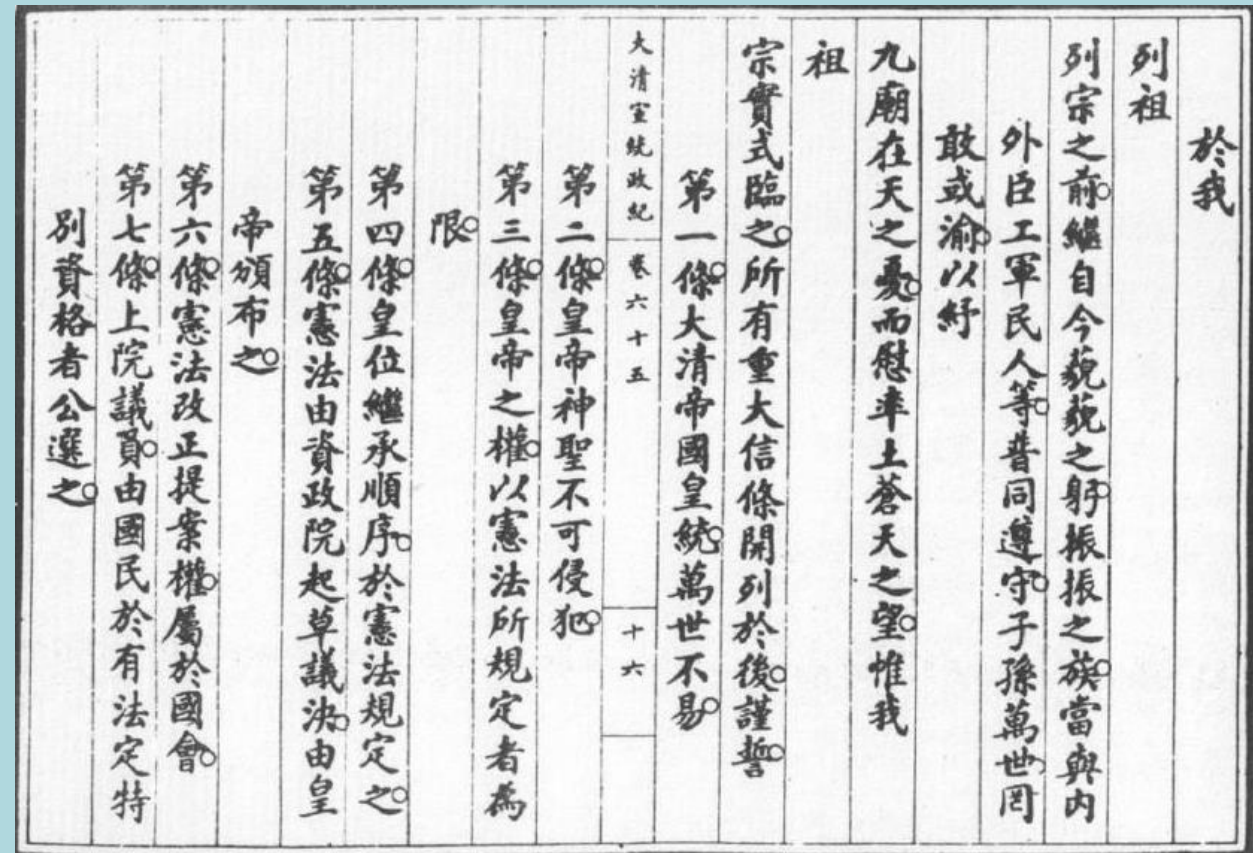 於我
列祖
列宗之前。繼自今藐藐之躬。振振之族。當與內
外臣工軍民人等。普同遵守。子孫萬世。罔
敢或渝。以紓
九廟在天之憂。而慰率土蒼天之望。惟我
祖
宗實式臨之。所有重大信條開列於後。謹誓。
第一條。大清帝國皇統。萬世不易。
大清宣統政紀 卷六十五 十六
第二條。皇帝神聖不可侵犯。
第三條。皇帝之權。以憲法所規定者為
限。
第四條。皇位繼承順序。於憲法規定之。
第五條。憲法由資政院起草議決。由皇
帝頒布之。
第六條。憲法改正提案權。屬於國會。
第七條。上院議員。由國民於有法定特
別資格者公選之。